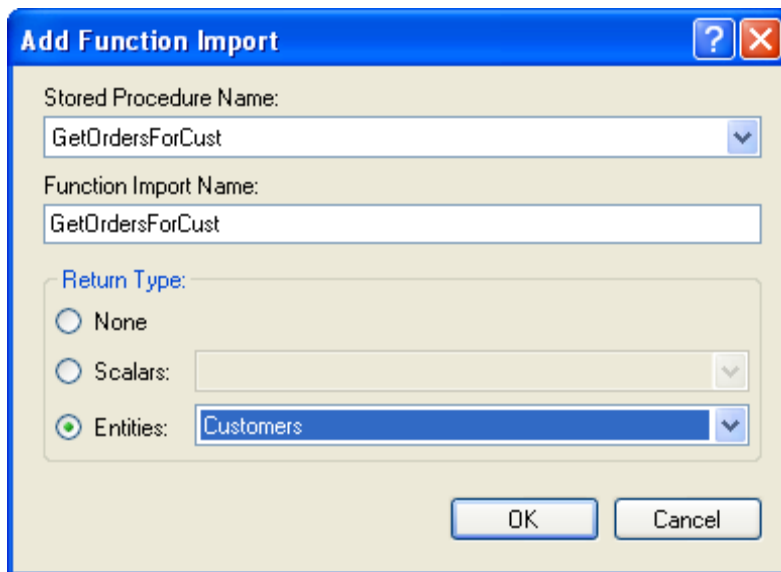 Add Function Import
Stored Procedure Name:
GetOrdersForCust
Function Import Name:
GetOrdersForCust
Return Type:
None
Scalars:
Entities: Customers
OK Cancel